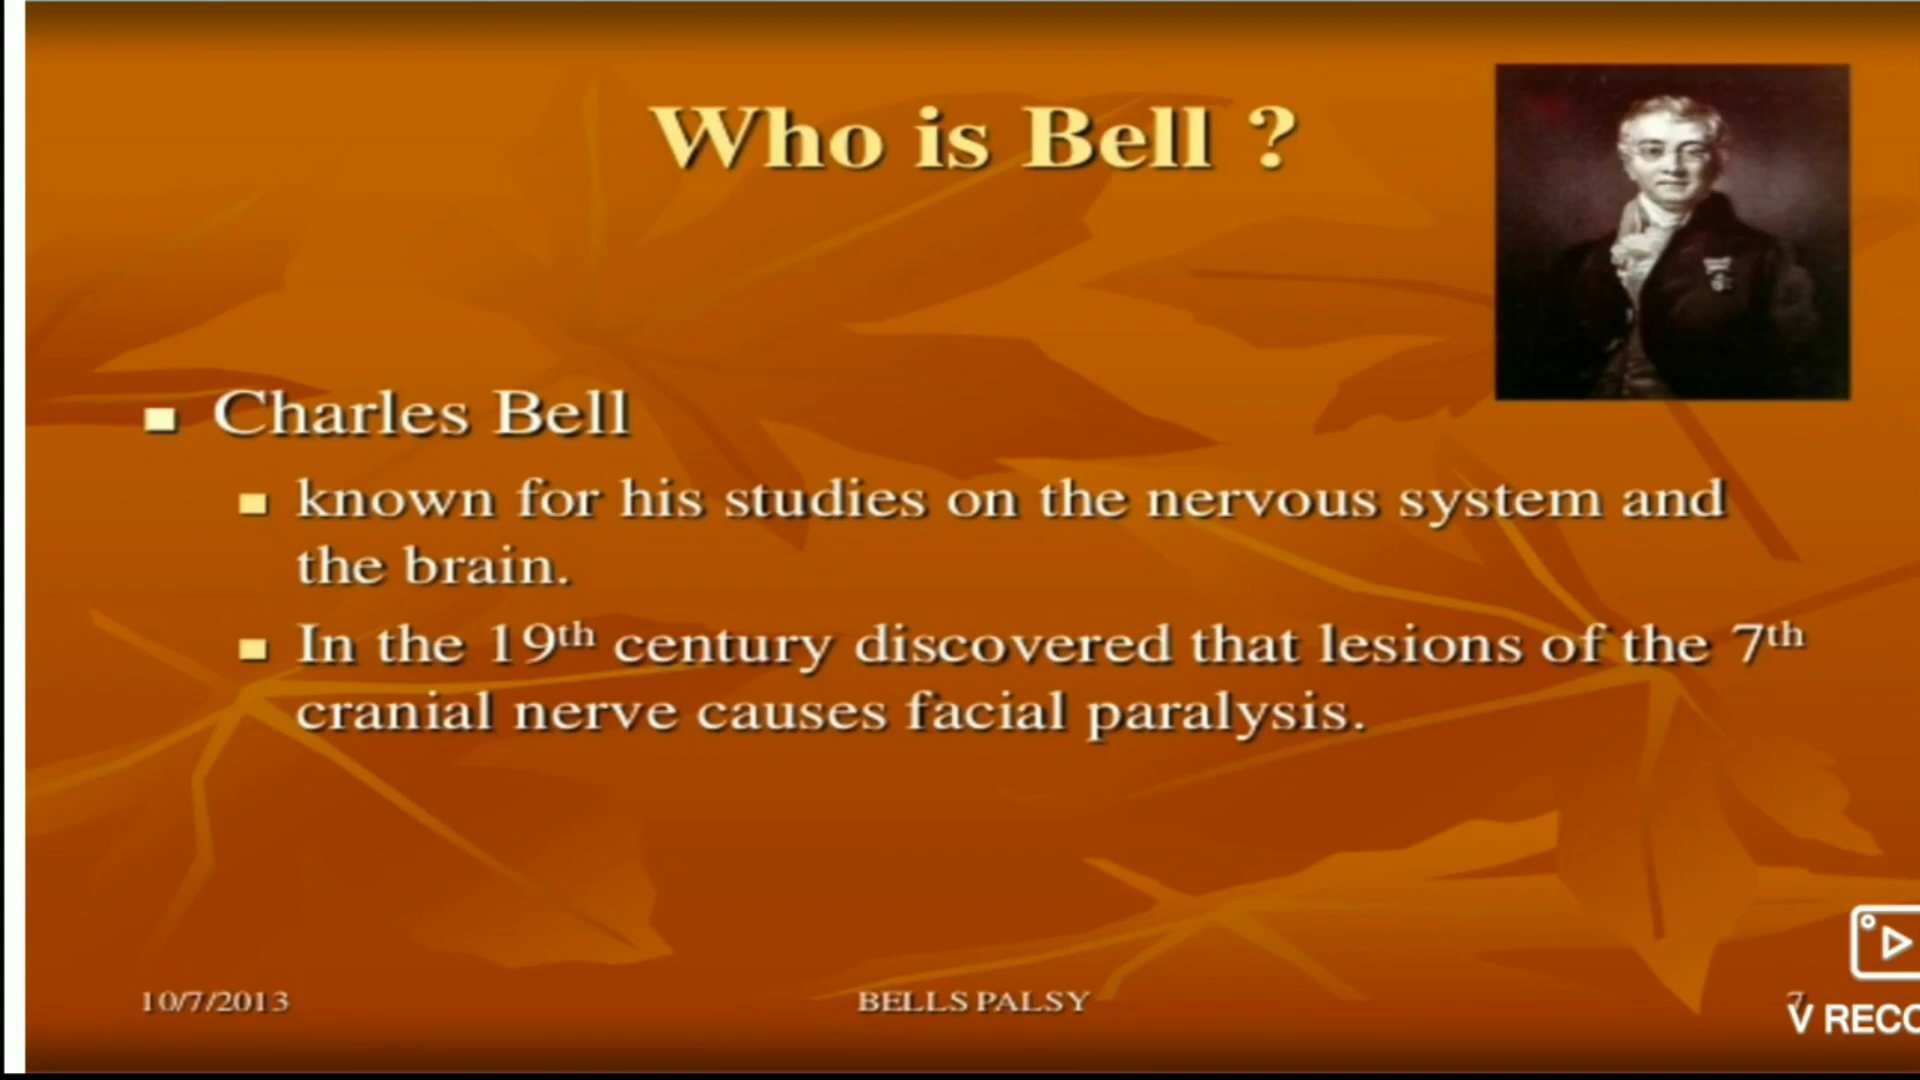 Who is Bell ?
Charles Bell
known for his studies on the nervous system and
the brain.
In the 19th century discovered that lesions of the 7th
cranial nerve causes facial paralysis.
10/7/2013
BELLS PALSY
7
V RECO